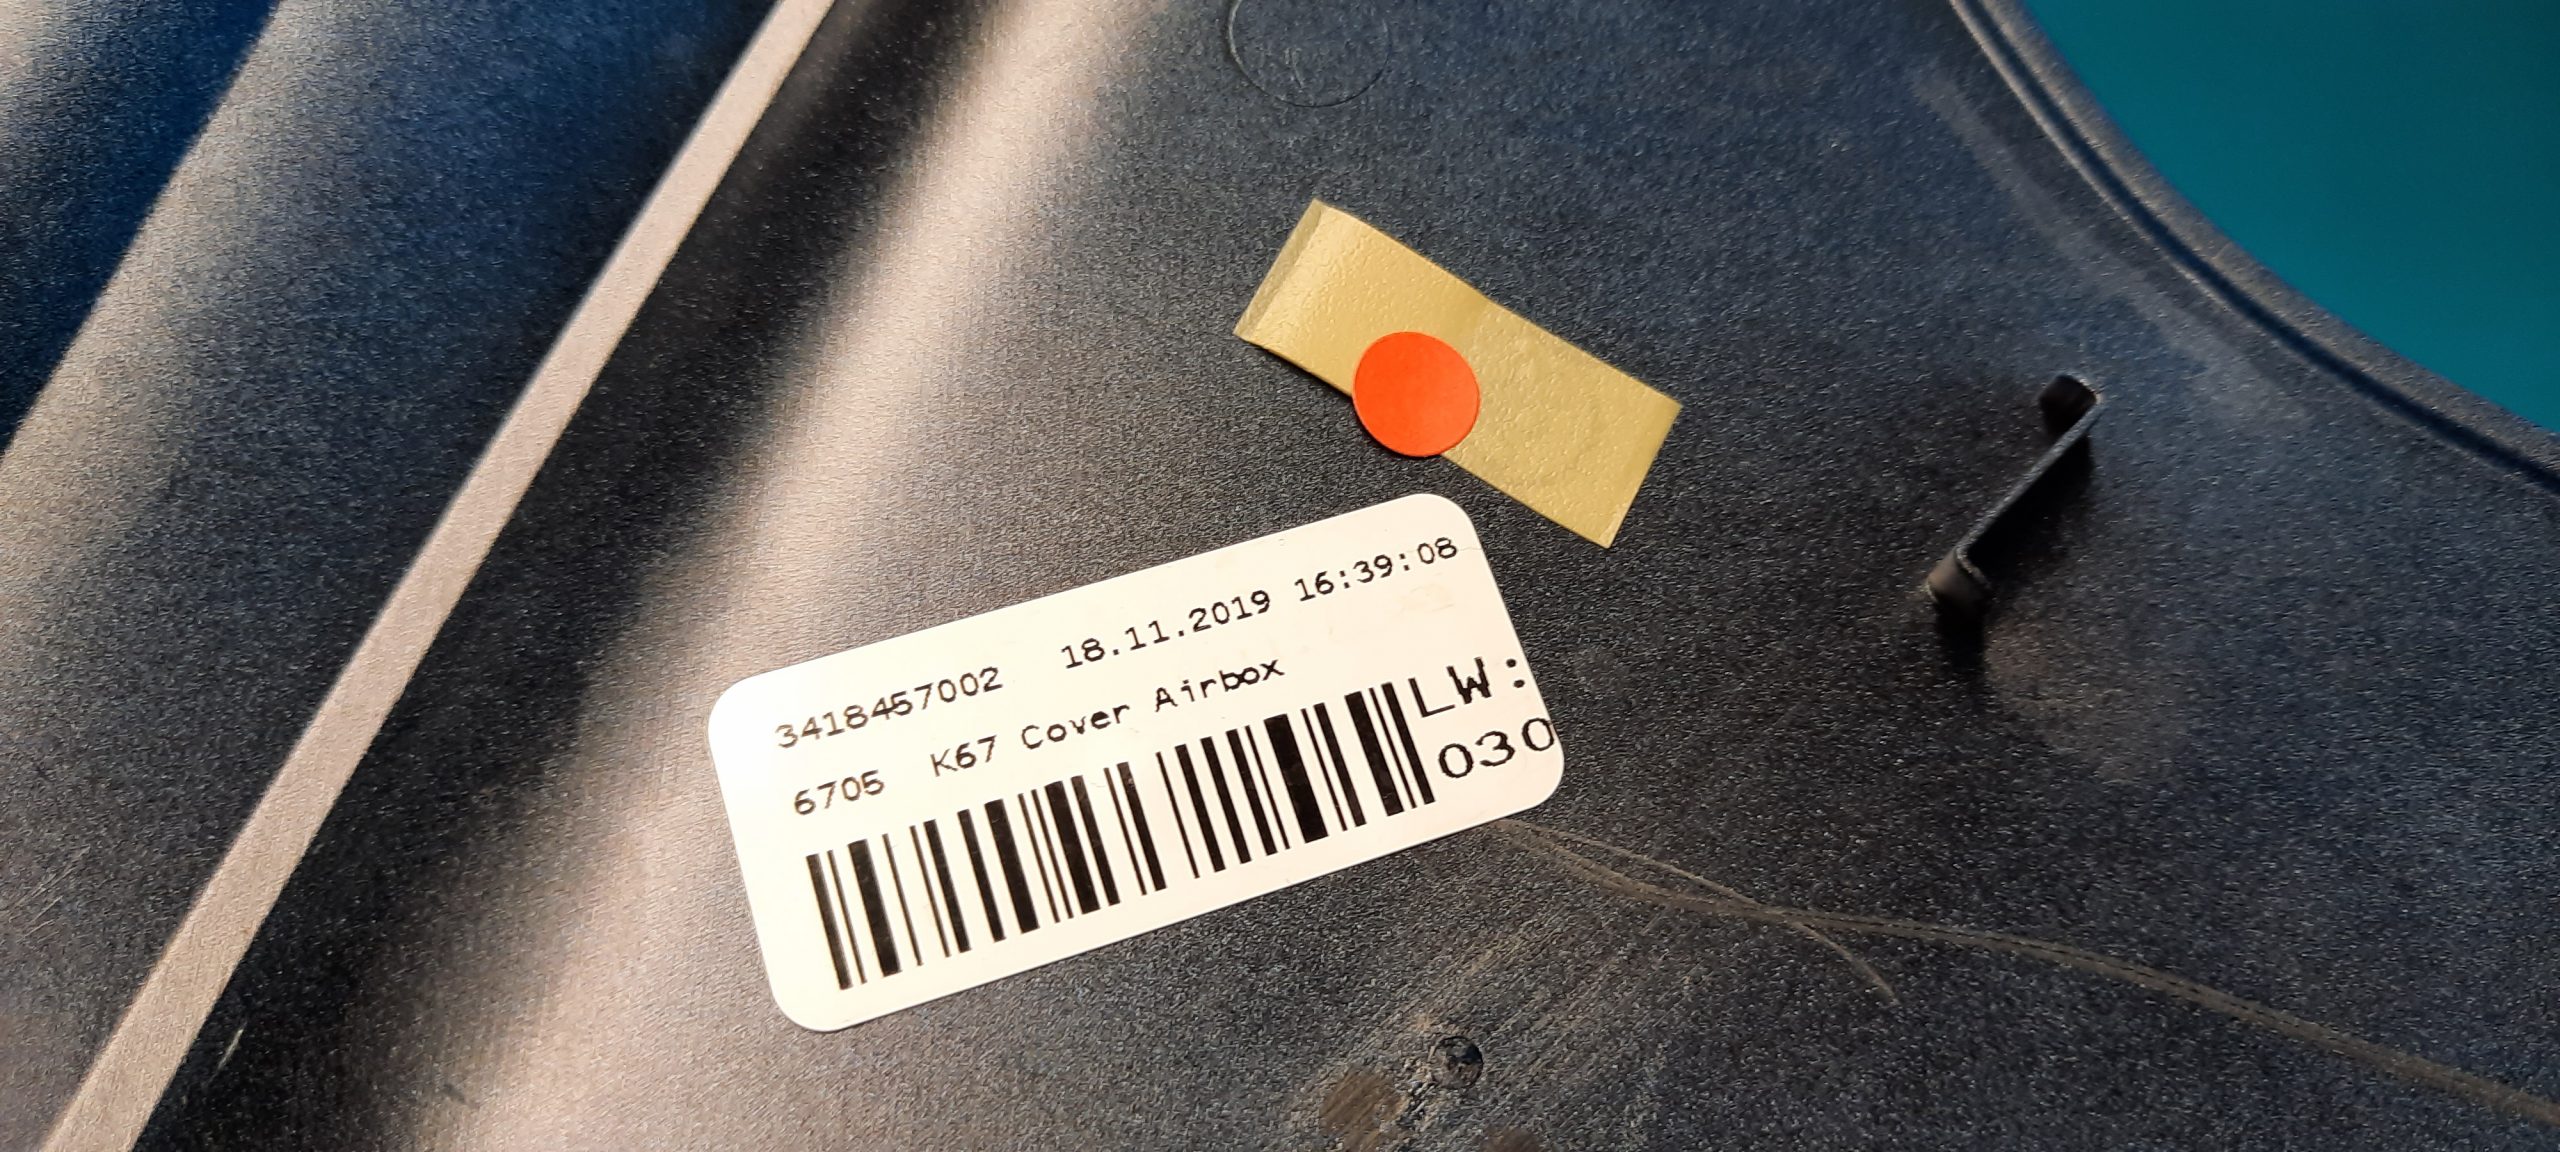 3418457002 18.11.2019 16:39:08
6705 K67 Cover Airbox
LW:
030